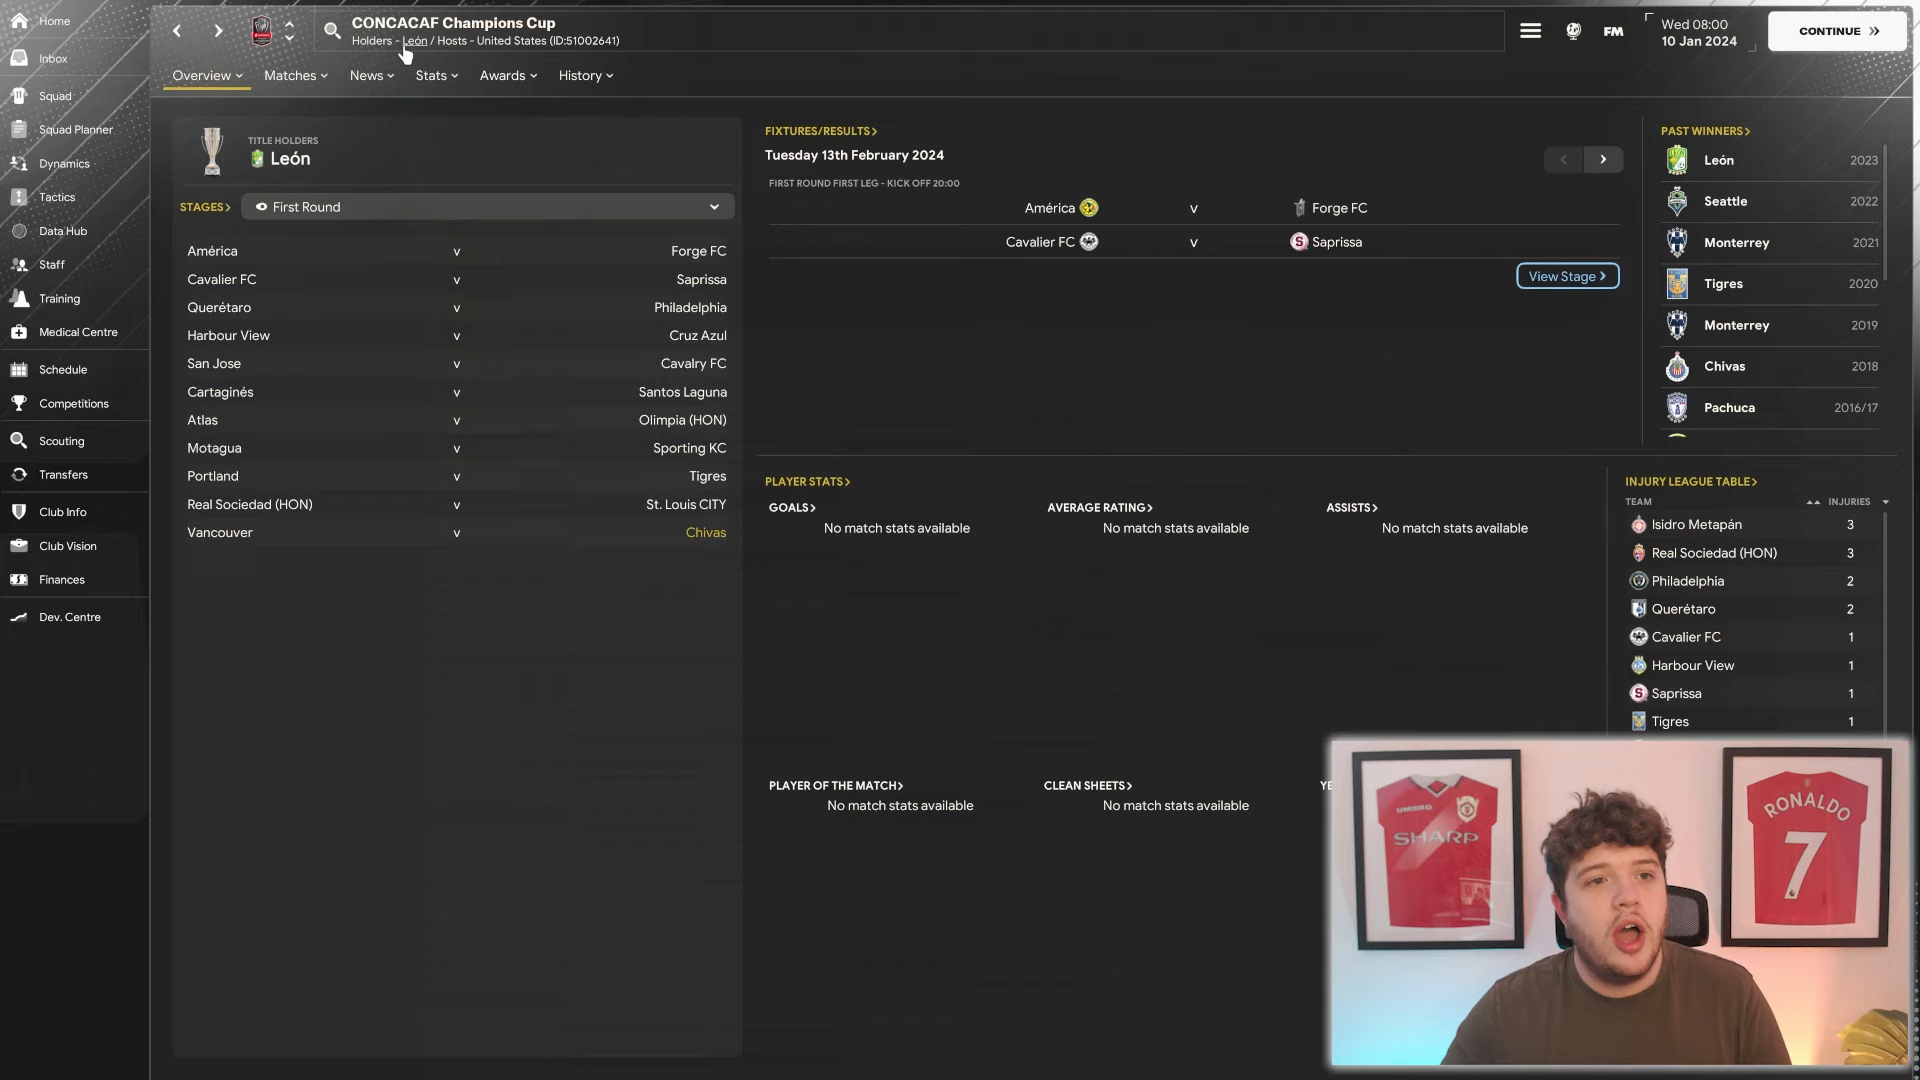 Home
Inbox
Squad
Squad Planner
Dynamics
Tactics
Data Hub
Staff
Training
Medical Centre
Schedule
Competitions
Scouting
Transfers
Club Info
Club Vision
Finances
Dev. Centre
CONCACAF Champions Cup
Holders - León / Hosts - United States (ID:51002641)
FM
Wed 08:00
10 Jan 2024
CONTINUE
Overview
Matches
News
Stats
Awards
History
TITLE HOLDERS
León
STAGES>
First Round
América v Forge FC
Cavalier FC v Saprissa
Querétaro v Philadelphia
Harbour View v Cruz Azul
San Jose v Cavalry FC
Cartaginés v Santos Laguna
Atlas v Olimpia (HON)
Motagua v Sporting KC
Portland v Tigres
Real Sociedad (HON) v St. Louis CITY
Vancouver v Chivas
FIXTURES/RESULTS>
Tuesday 13th February 2024
FIRST ROUND FIRST LEG - KICK OFF 20:00
América v Forge FC
Cavalier FC v Saprissa
View Stage >
PAST WINNERS>
León 2023
Seattle 2022
Monterrey 2021
Tigres 2020
Monterrey 2019
Chivas 2018
Pachuca 2016/17
PLAYER STATS>
GOALS>
No match stats available
AVERAGE RATING>
No match stats available
ASSISTS>
No match stats available
PLAYER OF THE MATCH>
No match stats available
CLEAN SHEETS>
No match stats available
YE
INJURY LEAGUE TABLE>
TEAM INJURIES
Isidro Metapán 3
Real Sociedad (HON) 3
Philadelphia 2
Querétaro 2
Cavalier FC 1
Harbour View 1
Saprissa 1
Tigres 1
UMBRO
SHARP
RONALDO
7